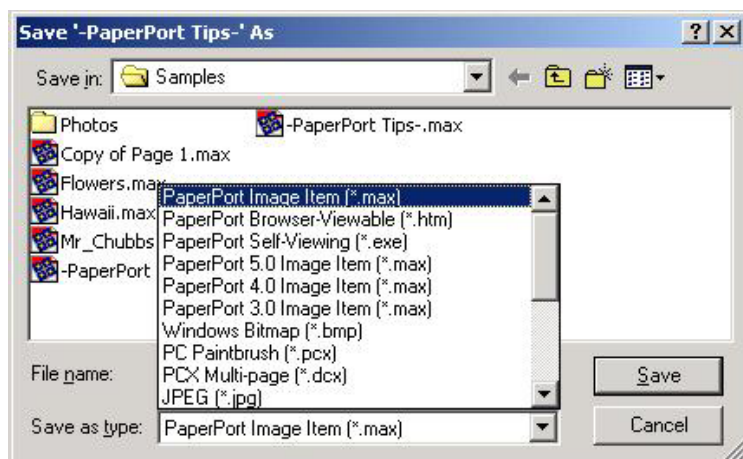 Save '-PaperPort Tips-' As
Save in: Samples
Photos
-PaperPort Tips-.max
Copy of Page 1.max
Flowers.max
Hawaii.max
Mr_Chubbs
-PaperPort
PaperPort Image Item (*.max)
PaperPort Browser-Viewable (*.htm)
PaperPort Self-Viewing (*.exe)
PaperPort 5.0 Image Item (*.max)
PaperPort 4.0 Image Item (*.max)
PaperPort 3.0 Image Item (*.max)
Windows Bitmap (*.bmp)
PC Paintbrush (*.pcx)
PCX Multi-page (*.dcx)
JPEG (*.jpg)
File name:
Save
Save as type: PaperPort Image Item (*.max)
Cancel